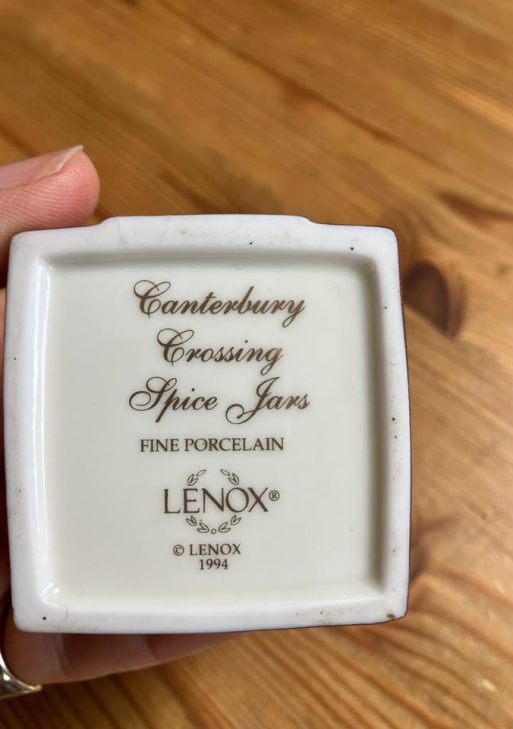 Canterbury
Crossing
Spice Jars
FINE PORCELAIN
LENOX®
© LENOX
1994